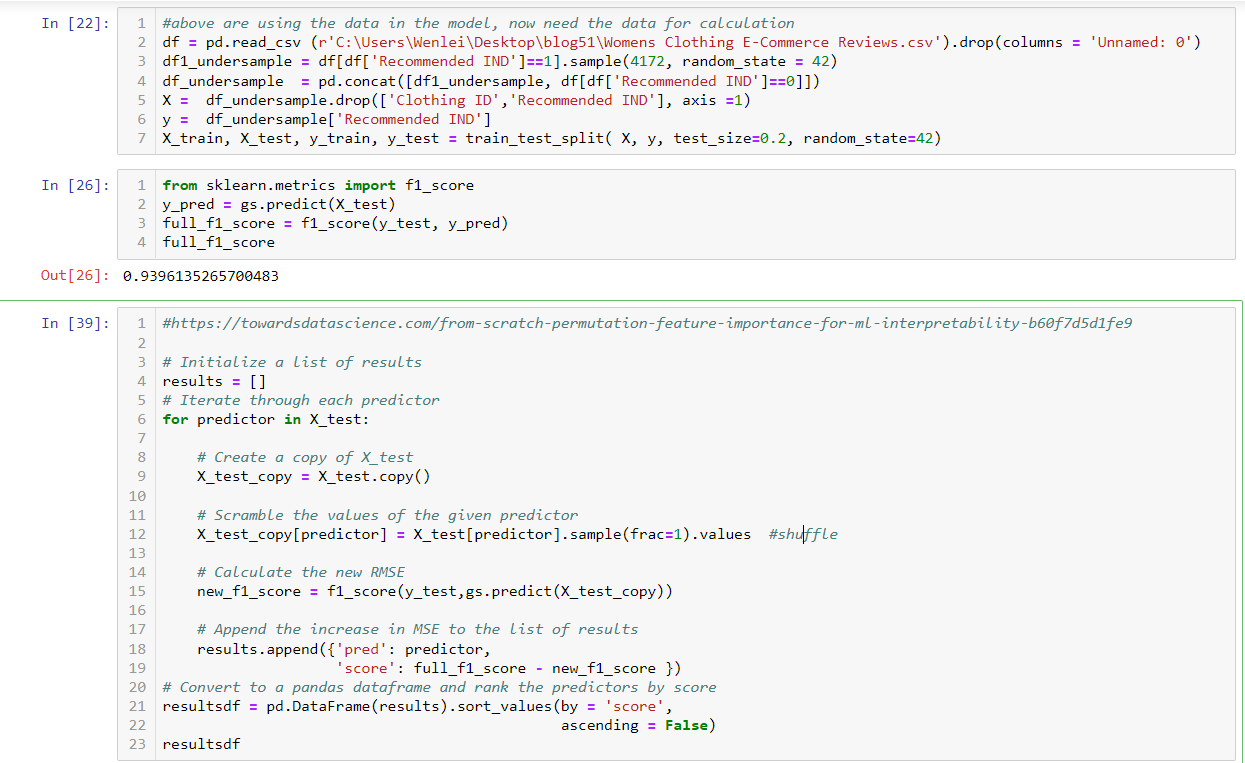 In [22]:
1 #above are using the data in the model, now need the data for calculation
2 df = pd.read_csv (r'C:\Users\Wenlei\Desktop\blog51\Womens Clothing E-Commerce Reviews.csv').drop(columns = 'Unnamed: 0')
3 df1_undersample = df[df['Recommended IND']==1].sample(4172, random_state = 42)
4 df_undersample  = pd.concat([df1_undersample, df[df['Recommended IND']==0]])
5 X =  df_undersample.drop(['Clothing ID','Recommended IND'], axis =1)
6 y =  df_undersample['Recommended IND']
7 X_train, X_test, y_train, y_test = train_test_split( X, y, test_size=0.2, random_state=42)
In [26]:
1 from sklearn.metrics import f1_score
2 y_pred = gs.predict(X_test)
3 full_f1_score = f1_score(y_test, y_pred)
4 full_f1_score
Out[26]: 0.9396135265700483
In [39]:
1 #https://towardsdatascience.com/from-scratch-permutation-feature-importance-for-ml-interpretability-b60f7d5d1fe9
2
3 # Initialize a list of results
4 results = []
5 # Iterate through each predictor
6 for predictor in X_test:
7
8     # Create a copy of X_test
9     X_test_copy = X_test.copy()
10
11     # Scramble the values of the given predictor
12     X_test_copy[predictor] = X_test[predictor].sample(frac=1).values  #shuffle
13
14     # Calculate the new RMSE
15     new_f1_score = f1_score(y_test,gs.predict(X_test_copy))
16
17     # Append the increase in MSE to the list of results
18     results.append({'pred': predictor,
19                     'score': full_f1_score - new_f1_score })
20 # Convert to a pandas dataframe and rank the predictors by score
21 resultsdf = pd.DataFrame(results).sort_values(by = 'score',
22                                               ascending = False)
23 resultsdf